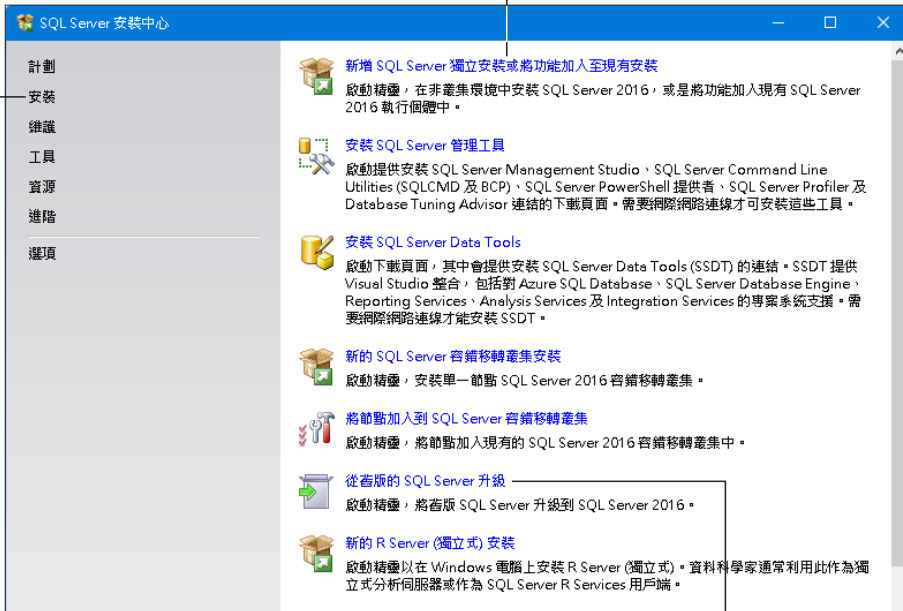 SQL Server 安裝中心
計劃
安裝
維護
工具
資源
進階
選項
新增 SQL Server 獨立安裝或將功能加入至現有安裝
啟動精靈，在非叢集環境中安裝 SQL Server 2016，或是將功能加入現有 SQL Server
2016 執行個體中。
安裝 SQL Server 管理工具
啟動提供安裝 SQL Server Management Studio、SQL Server Command Line
Utilities (SQLCMD 及 BCP)、SQL Server PowerShell 提供者、SQL Server Profiler 及
Database Tuning Advisor 連結的下載頁面。需要網際網路連線才可安裝這些工具。
安裝 SQL Server Data Tools
啟動下載頁面，其中會提供安裝 SQL Server Data Tools (SSDT) 的連結。SSDT 提供
Visual Studio 整合，包括對 Azure SQL Database、SQL Server Database Engine、
Reporting Services、Analysis Services 及 Integration Services 的專案系統支援。需
要網際網路連線才能安裝 SSDT。
新的 SQL Server 容錯移轉叢集安裝
啟動精靈，安裝單一節點 SQL Server 2016 容錯移轉叢集。
將節點加入到 SQL Server 容錯移轉叢集
啟動精靈，將節點加入現有的 SQL Server 2016 容錯移轉叢集中。
從舊版的 SQL Server 升級
啟動精靈，將舊版 SQL Server 升級到 SQL Server 2016。
新的 R Server (獨立式) 安裝
啟動精靈以在 Windows 電腦上安裝 R Server (獨立式)。資料科學家通常利用此作為獨
立式分析伺服器或作為 SQL Server R Services 用戶端。